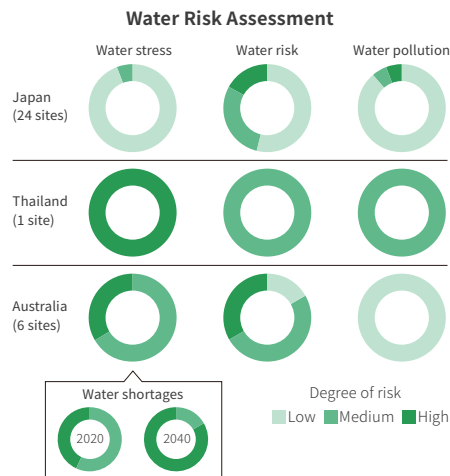 Water Risk Assessment
Water stress Water risk Water pollution
Japan
(24 sites)
Thailand
(1 site)
Australia
(6 sites)
Water shortages
2020 2040
Degree of risk
Low Medium High